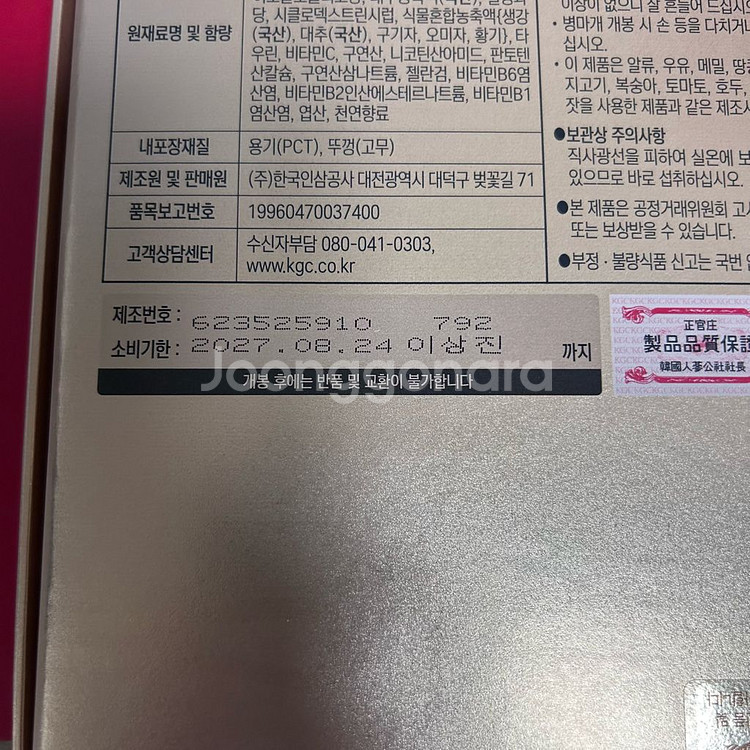 원재료명 및 함량
당, 시클로덱스트린시럽, 식물혼합농축액{생강
(국산), 대추(국산), 구기자, 오미자, 황기}, 타
우린, 비타민C, 구연산, 니코틴산아미드, 판토텐
산칼슘, 구연산삼나트륨, 젤란검, 비타민B6염
산염, 비타민B2인산에스테르나트륨, 비타민B1
염산염, 엽산, 천연향료
내포장재질
용기(PCT), 뚜껑(고무)
제조원 및 판매원
(주)한국인삼공사 대전광역시 대덕구 벚꽃길 71
품목보고번호
19960470037400
고객상담센터
수신자부담 080-041-0303,
www.kgc.co.kr
이상이 없으니 잘 흔들어 드십시오
• 병마개 개봉 시 손 등을 다치거나
십시오.
• 이 제품은 알류, 우유, 메밀, 땅콩
지고기, 복숭아, 토마토, 호두,
잣을 사용한 제품과 같은 제조시
●보관상 주의사항
직사광선을 피하여 실온에 보
있으므로 바로 섭취하십시오.
●본 제품은 공정거래위원회 고시
또는 보상받을 수 있습니다.
●부정·불량식품 신고는 국번 없
제조번호 : 623525910 792
소비기한 : 2027.08.24 이상진 까지
Joonggonara
개봉 후에는 반품 및 교환이 불가합니다
正官庄
製品品質保證
韓國人蔘公社社長